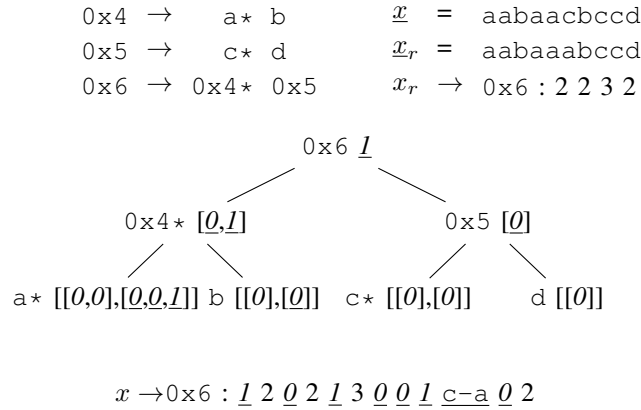 0x4 → a* b x = aabaacbccd
0x5 → c* d x_r = aabaaabccd
0x6 → 0x4* 0x5 x_r → 0x6 : 2 2 3 2
0x6 1
0x4* [0,1] 0x5 [0]
a* [[0,0],[0,0,1]] b [[0],[0]] c* [[0],[0]] d [[0]]
x →0x6 : 1 2 0 2 1 3 0 0 1 c-a 0 2